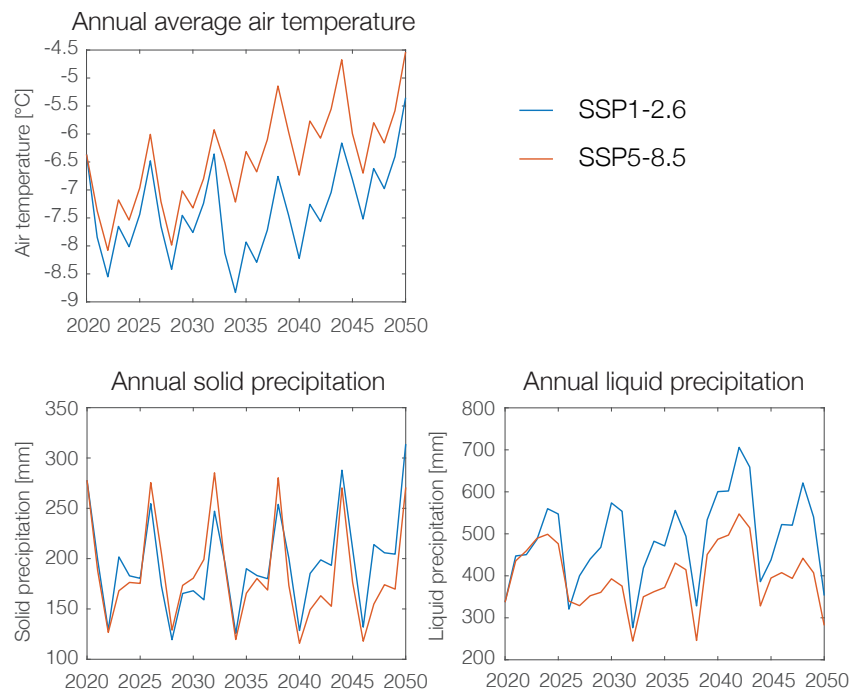 Annual average air temperature
Air temperature [°C]
-4.5
-5
-5.5
-6
-6.5
-7
-7.5
-8
-8.5
-9
2020 2025 2030 2035 2040 2045 2050
SSP1-2.6
SSP5-8.5
Annual solid precipitation
Solid precipitation [mm]
350
300
250
200
150
100
2020 2025 2030 2035 2040 2045 2050
Annual liquid precipitation
Liquid precipitation [mm]
800
700
600
500
400
300
200
2020 2025 2030 2035 2040 2045 2050